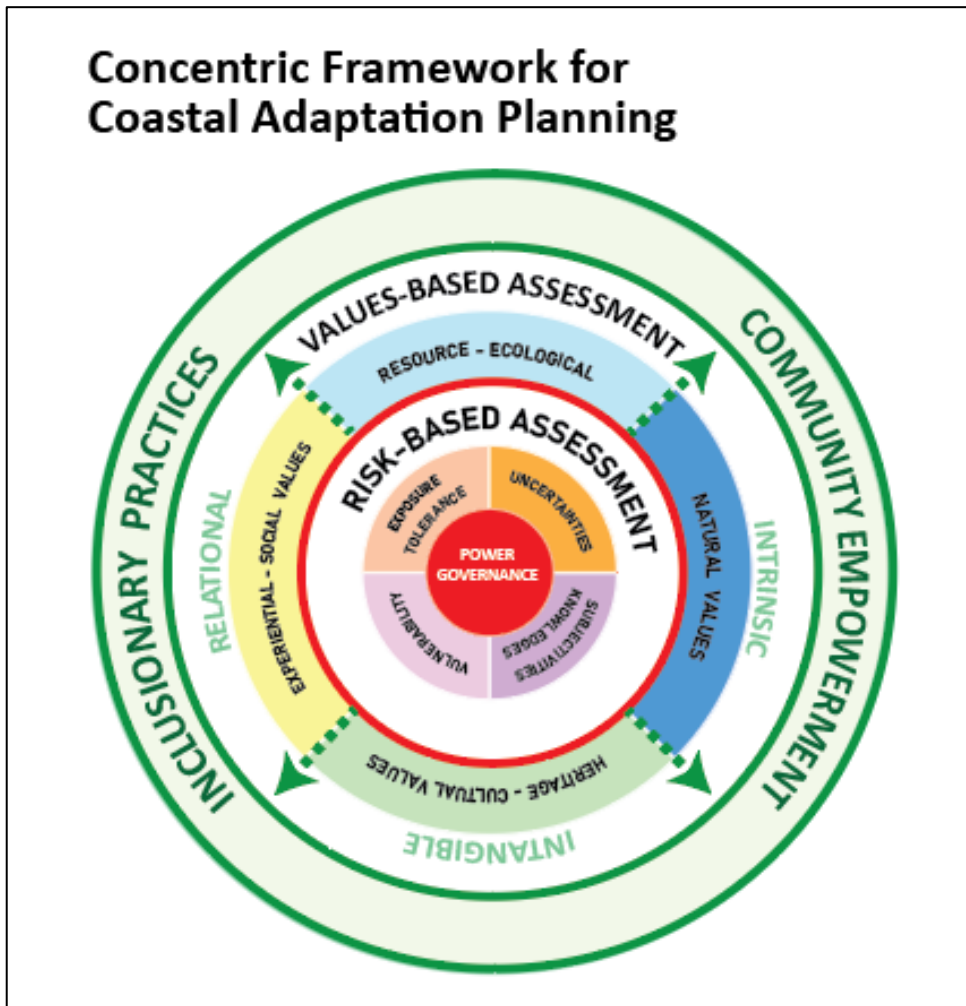 Concentric Framework for
Coastal Adaptation Planning
INCLUSIONARY PRACTICES
COMMUNITY EMPOWERMENT
VALUES-BASED ASSESSMENT
RESOURCE - ECOLOGICAL
RELATIONAL
EXPERIENTIAL - SOCIAL VALUES
NATURAL VALUES
INTRINSIC
HERITAGE - CULTUAL VALUES
INTANGIBLE
RISK-BASED ASSESSMENT
EXPOSURE
TOLERANCE
UNCERTAINTIES
VULNERABILITY
SUBJECTIVITIES
KNOWLEDGES
POWER
GOVERNANCE